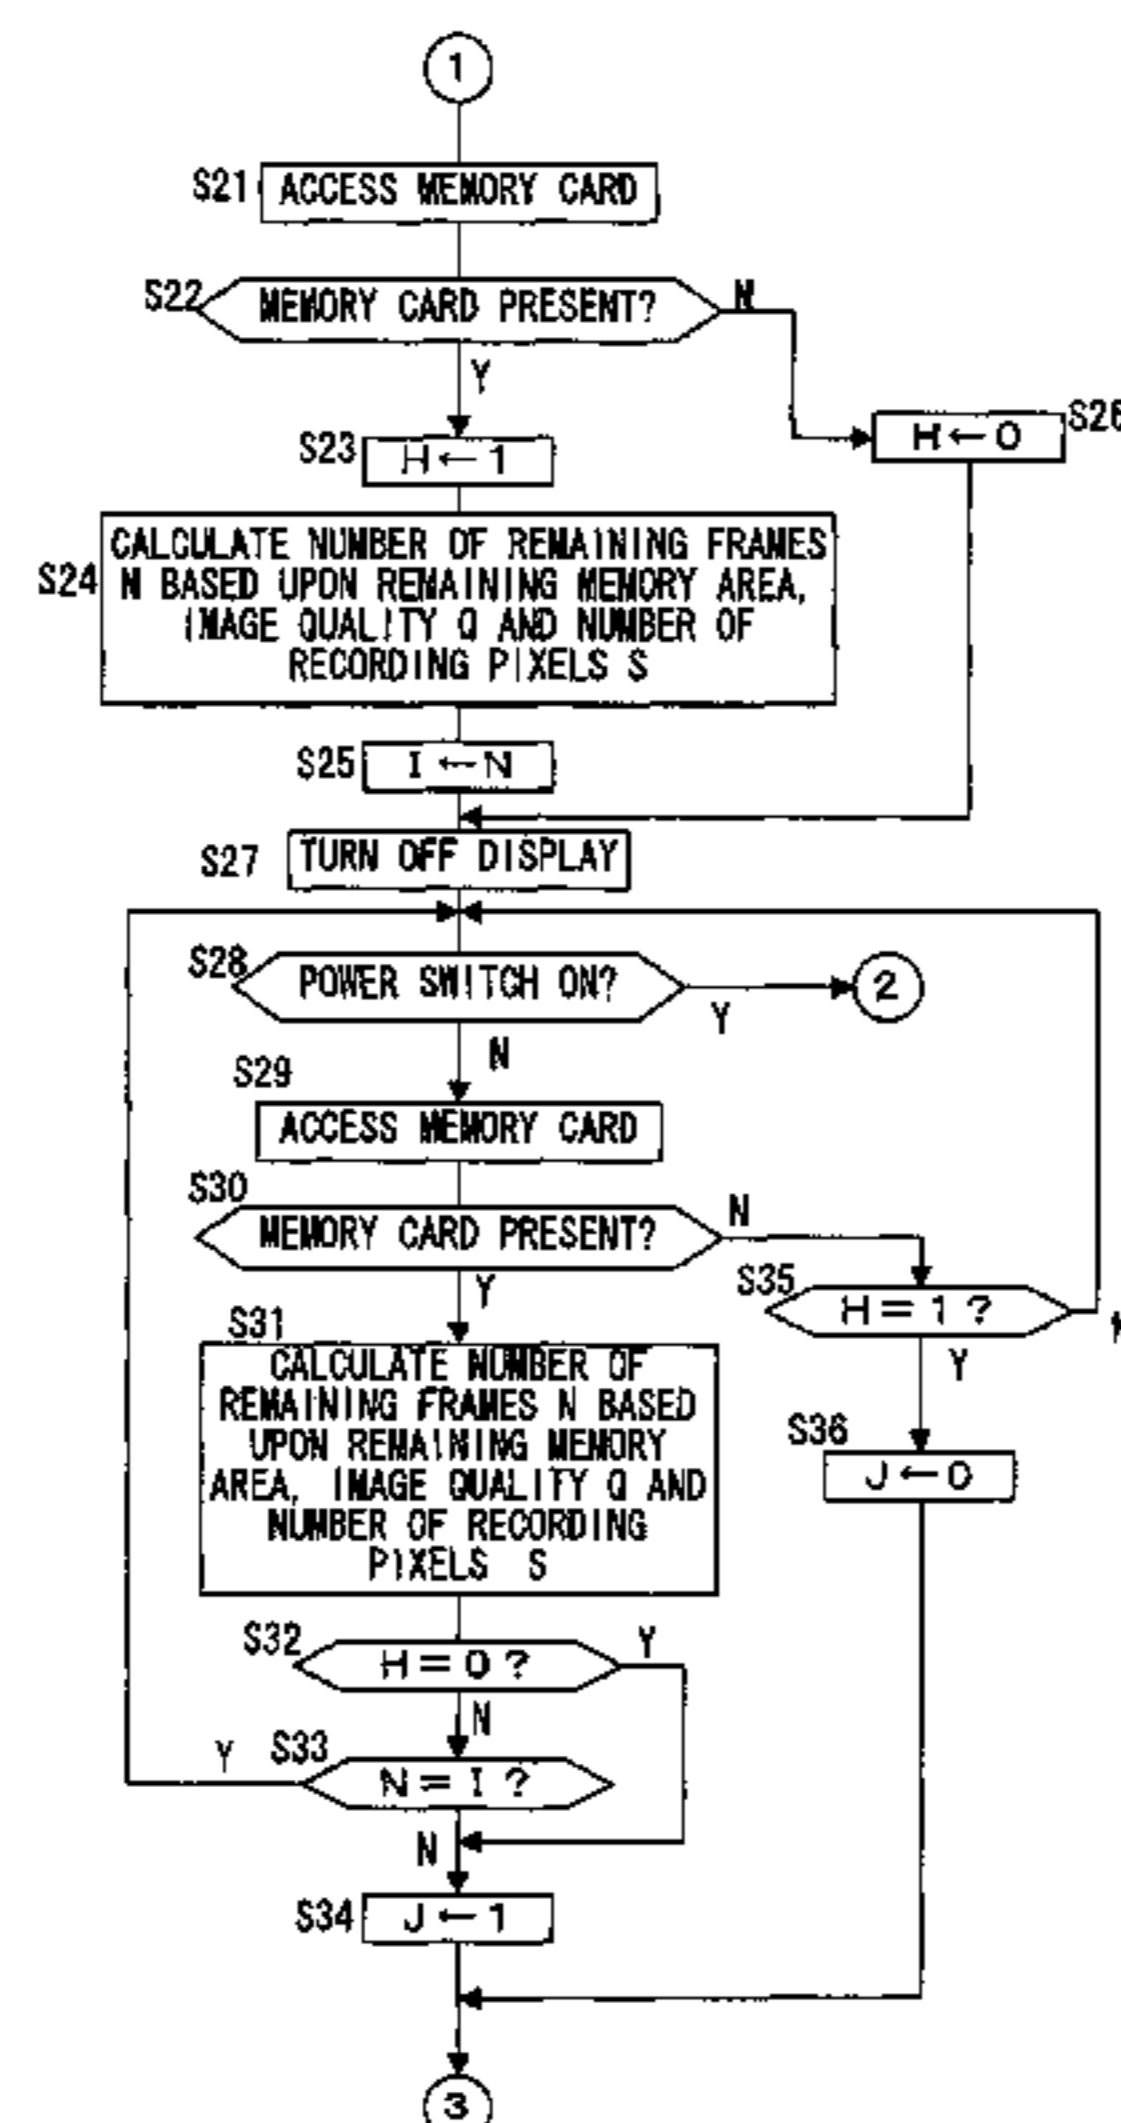 1
S21 ACCESS MEMORY CARD
S22 MEMORY CARD PRESENT? N
Y
S23 H←1
H←0 S26
CALCULATE NUMBER OF REMAINING FRAMES
S24 N BASED UPON REMAINING MEMORY AREA,
IMAGE QUALITY Q AND NUMBER OF
RECORDING PIXELS S
S25 I←N
S27 TURN OFF DISPLAY
S28 POWER SWITCH ON? Y 2
N
S29
ACCESS MEMORY CARD
S30
MEMORY CARD PRESENT? N
Y
S35 H=1? N
Y
S31
CALCULATE NUMBER OF
REMAINING FRAMES N BASED
UPON REMAINING MEMORY
AREA, IMAGE QUALITY Q AND
NUMBER OF RECORDING
PIXELS S
S36
J←0
S32 H=0? Y
N
Y S33 N=I?
N
S34 J←1
3